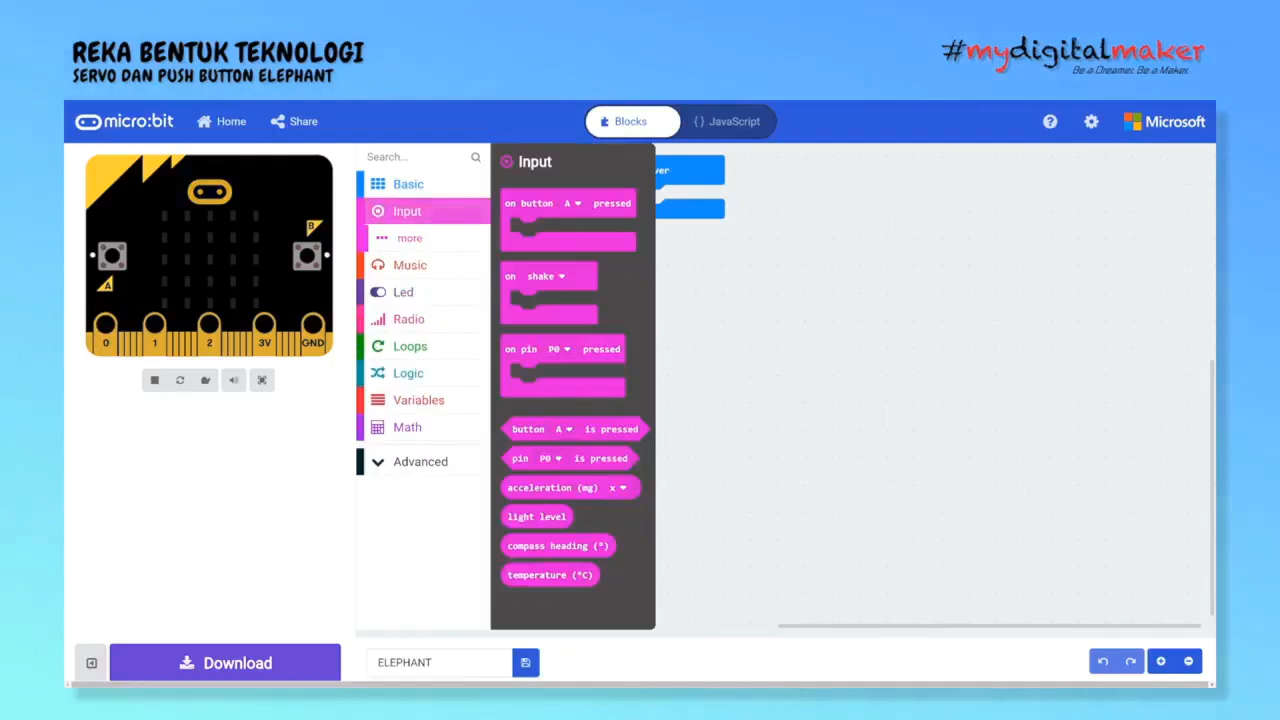 REKA BENTUK TEKNOLOGI
SERVO DAN PUSH BUTTON ELEPHANT
#mydigitalmaker
Be a Dreamer. Be a Maker.
micro:bit
Home
Share
Blocks
{ } JavaScript
?
Microsoft
B
A
0 1 2 3V GND
Download
Search...
Basic
Input
more
Music
Led
Radio
Loops
Logic
Variables
Math
Advanced
Input
on button A pressed
on shake
on pin P0 pressed
button A is pressed
pin P0 is pressed
acceleration (mg) x
light level
compass heading (°)
temperature (°C)
ver
ELEPHANT